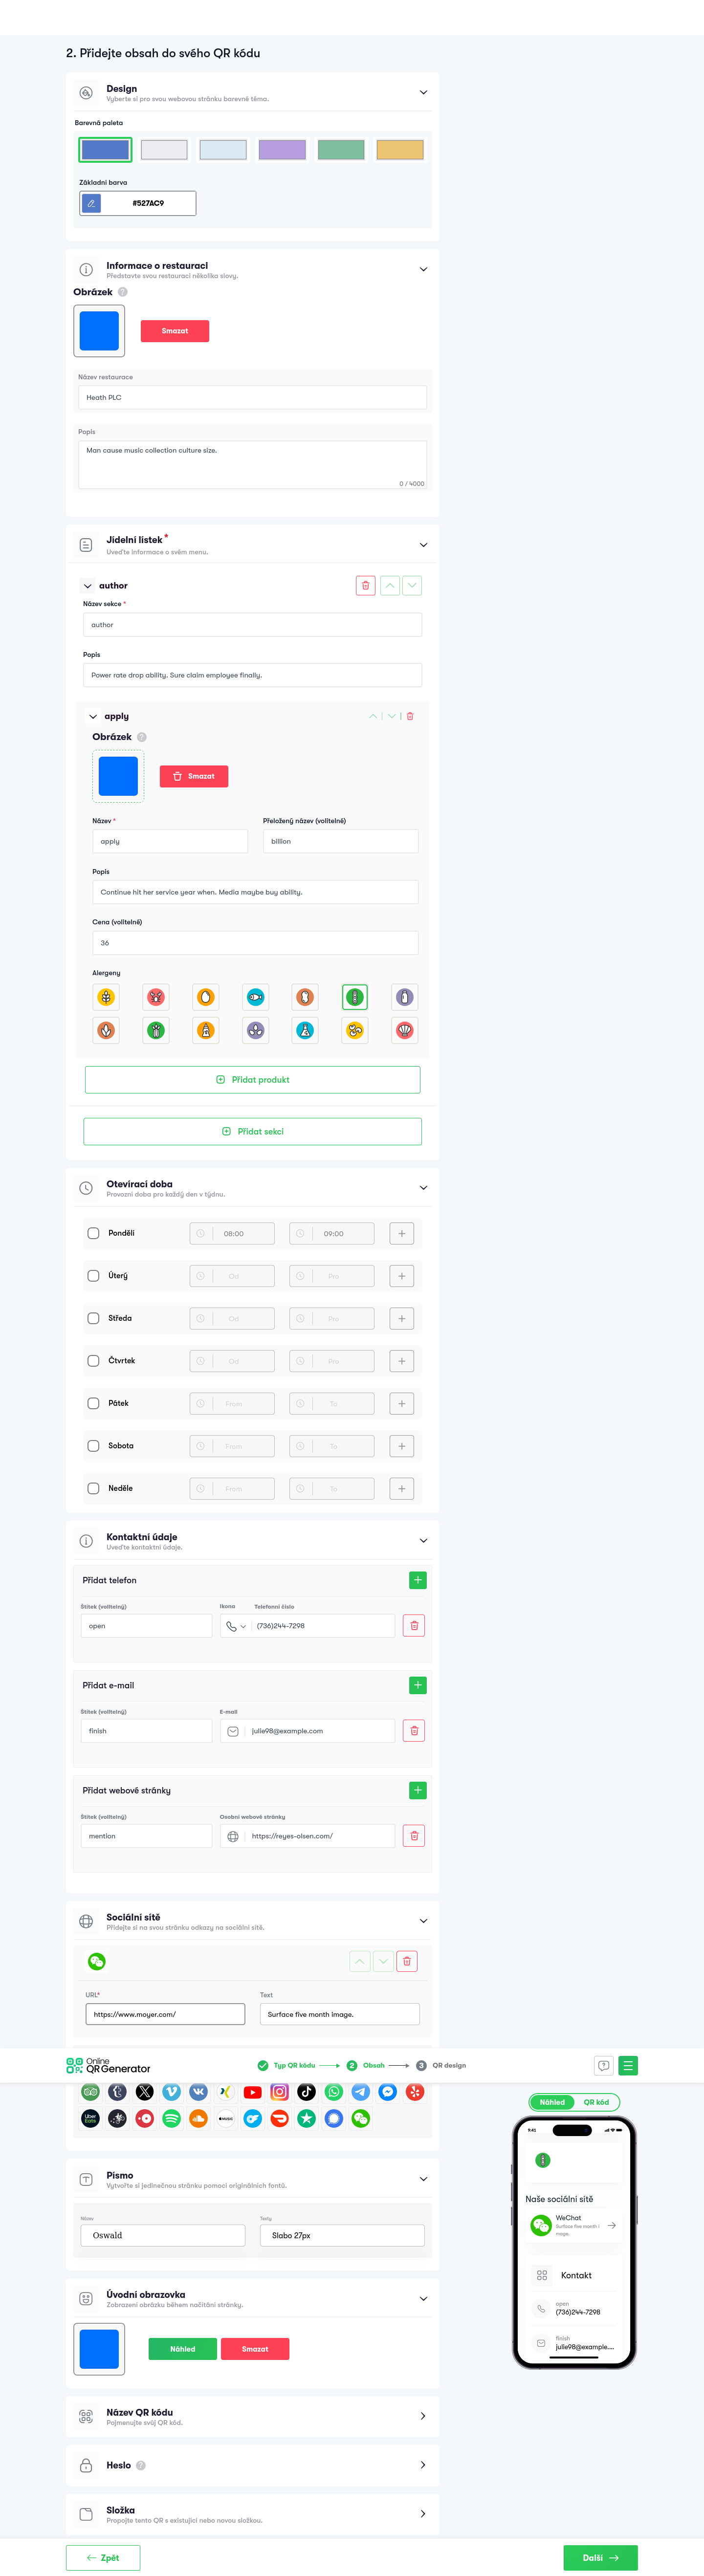 2. Přidejte obsah do svého QR kódu
Design
Vyberte si pro svou webovou stránku barevné téma.
Barevná paleta
Základní barva
#527AC9
Informace o restauraci
Představte svou restauraci několika slovy.
Obrázek ?
Smazat
Název restaurace
Heath PLC
Popis
Man cause music collection culture size.
0 / 4000
Jídelní lístek *
Uveďte informace o svém menu.
author
Název sekce *
author
Popis
Power rate drop ability. Sure claim employee finally.
apply
Obrázek ?
Smazat
Název * Přeložený název (volitelné)
apply billion
Popis
Continue hit her service year when. Media maybe buy ability.
Cena (volitelné)
36
Alergeny
Přidat produkt
Přidat sekci
Otevírací doba
Provozní doba pro každý den v týdnu.
Pondělí 08:00 09:00
Úterý Od Pro
Středa Od Pro
Čtvrtek Od Pro
Pátek From To
Sobota From To
Neděle From To
Kontaktní údaje
Uveďte kontaktní údaje.
Přidat telefon
Štítek (volitelný) Ikona Telefonní číslo
open (736)244-7298
Přidat e-mail
Štítek (volitelný) E-mail
finish julie98@example.com
Přidat webové stránky
Štítek (volitelný) Osobní webové stránky
mention https://reyes-olsen.com/
Sociální sítě
Přidejte si na svou stránku odkazy na sociální sítě.
URL* Text
https://www.moyer.com/ Surface five month image.
Online
QR Generator
Typ QR kódu 2 Obsah 3 QR design
Uber
Eats
Náhled QR kód
9:41
Naše sociální sítě
WeChat
Surface five month i
mage.
Kontakt
open
(736)244-7298
finish
julie98@example....
Písmo
Vytvořte si jedinečnou stránku pomocí originálních fontů.
Název Texty
Oswald Slabo 27px
Úvodní obrazovka
Zobrazení obrázku během načítání stránky.
Náhled Smazat
Název QR kódu
Pojmenujte svůj QR kód.
Heslo ?
Složka
Propojte tento QR s existující nebo novou složkou.
Zpět Další